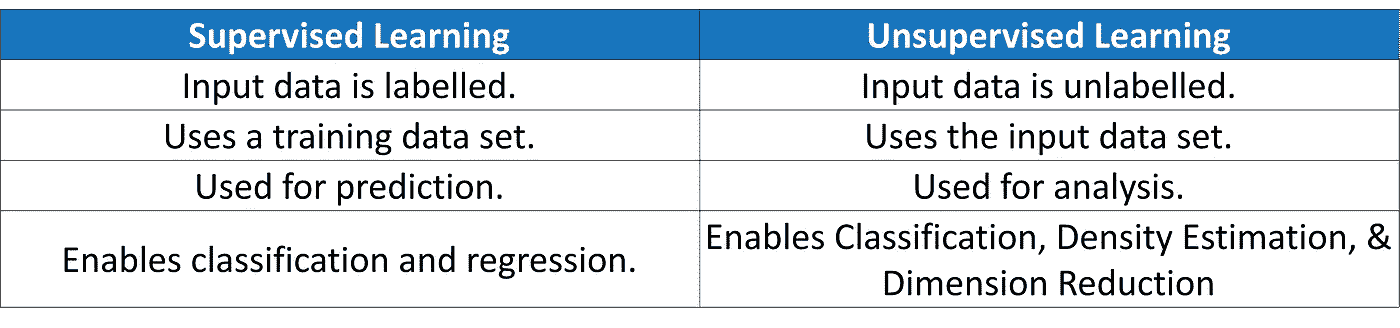 Supervised Learning
Unsupervised Learning
Input data is labelled.
Input data is unlabelled.
Uses a training data set.
Uses the input data set.
Used for prediction.
Used for analysis.
Enables classification and regression.
Enables Classification, Density Estimation, &
Dimension Reduction